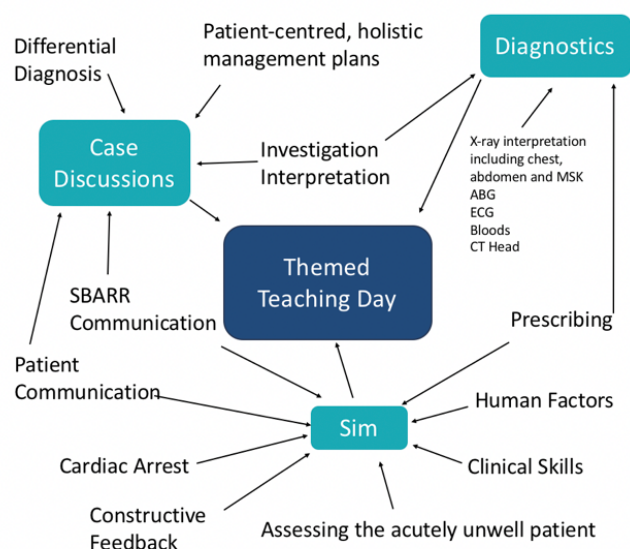 Differential
Diagnosis
Patient-centred, holistic
management plans
Diagnostics
Case
Discussions
Investigation
Interpretation
X-ray interpretation
including chest,
abdomen and MSK
ABG
ECG
Bloods
CT Head
Themed
Teaching Day
SBARR
Communication
Prescribing
Patient
Communication
Sim
Human Factors
Cardiac Arrest
Clinical Skills
Constructive
Feedback
Assessing the acutely unwell patient